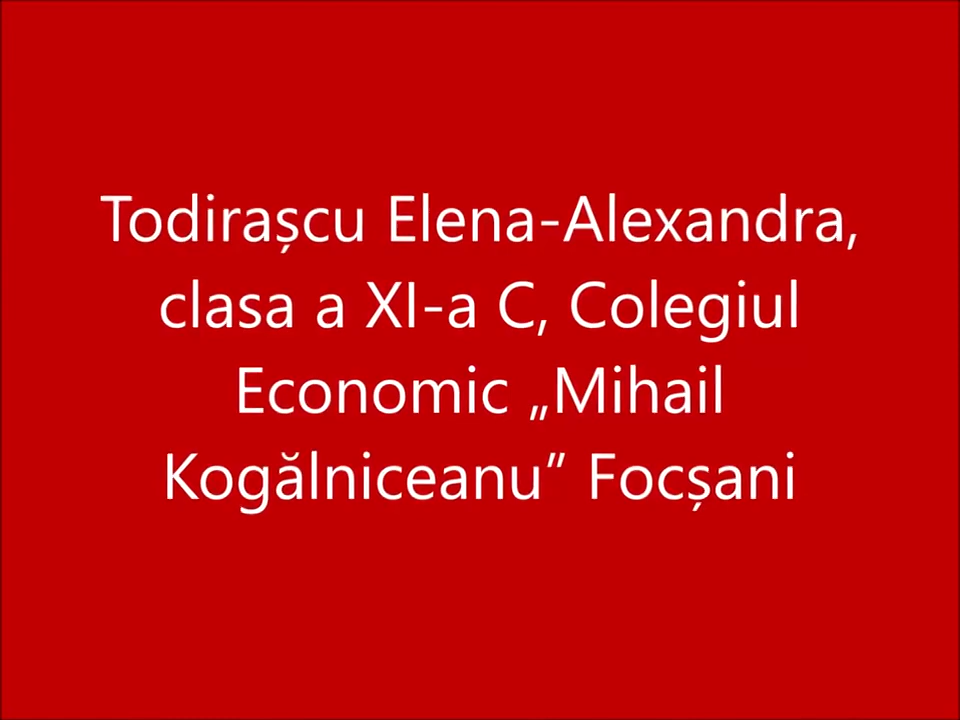 Todirașcu Elena-Alexandra,
clasa a XI-a C, Colegiul
Economic „Mihail
Kogălniceanu” Focșani